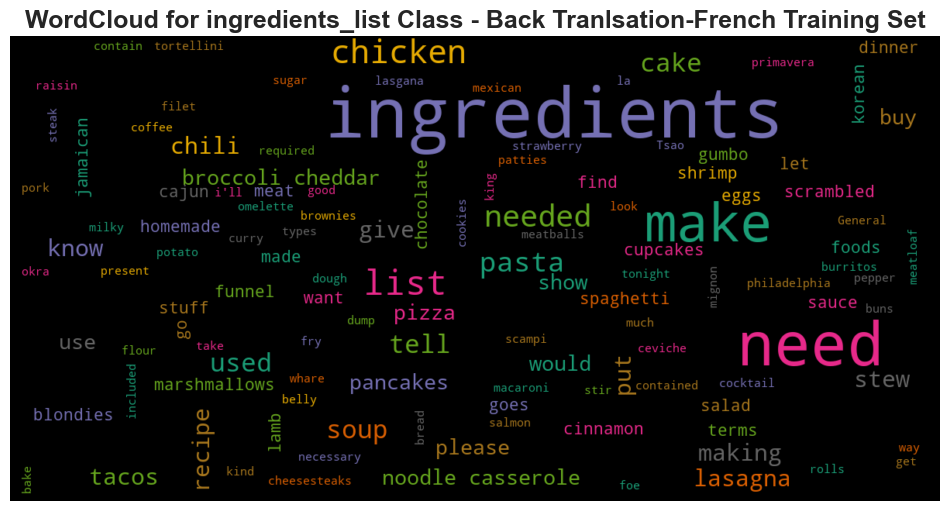 WordCloud for ingredients_list Class - Back Tranlsation-French Training Set
contain tortellini chicken cake primavera dinner
raisin sugar lasgana mexican la korean
steak filet ingredients buy
coffee chili required strawberry Tsao
jamaican broccoli cheddar patties gumbo let
pork cajun i'll meat good chocolate king find shrimp eggs scrambled
omelette brownies cookies needed look make General
milky homemade curry types give meatballs cupcakes foods
know potato made pasta tonight burritos meatloaf
okra present dough list show philadelphia pepper
funnel want spaghetti mignon sauce buns
stuff go dump pizza much
use flour take fry tell scampi ceviche need
included used would put
marshmallows whare pancakes macaroni stir contained cocktail stew
blondies belly goes salad
recipe lamb soup bread salmon cinnamon terms
necessary please making way
bake tacos kind cheesesteaks noodle casserole foe lasagna rolls get